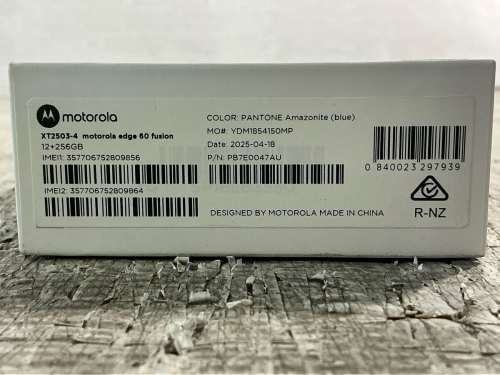 motorola
XT2503-4 motorola edge 60 fusion
12+256GB
IMEI1: 357706752809856
IMEI2: 357706752809864
COLOR: PANTONE Amazonite (blue)
MO#: YDM1854150MP
Date: 2025-04-18
P/N: PB7E0047AU
DESIGNED BY MOTOROLA MADE IN CHINA
0 840023 297939
R-NZ